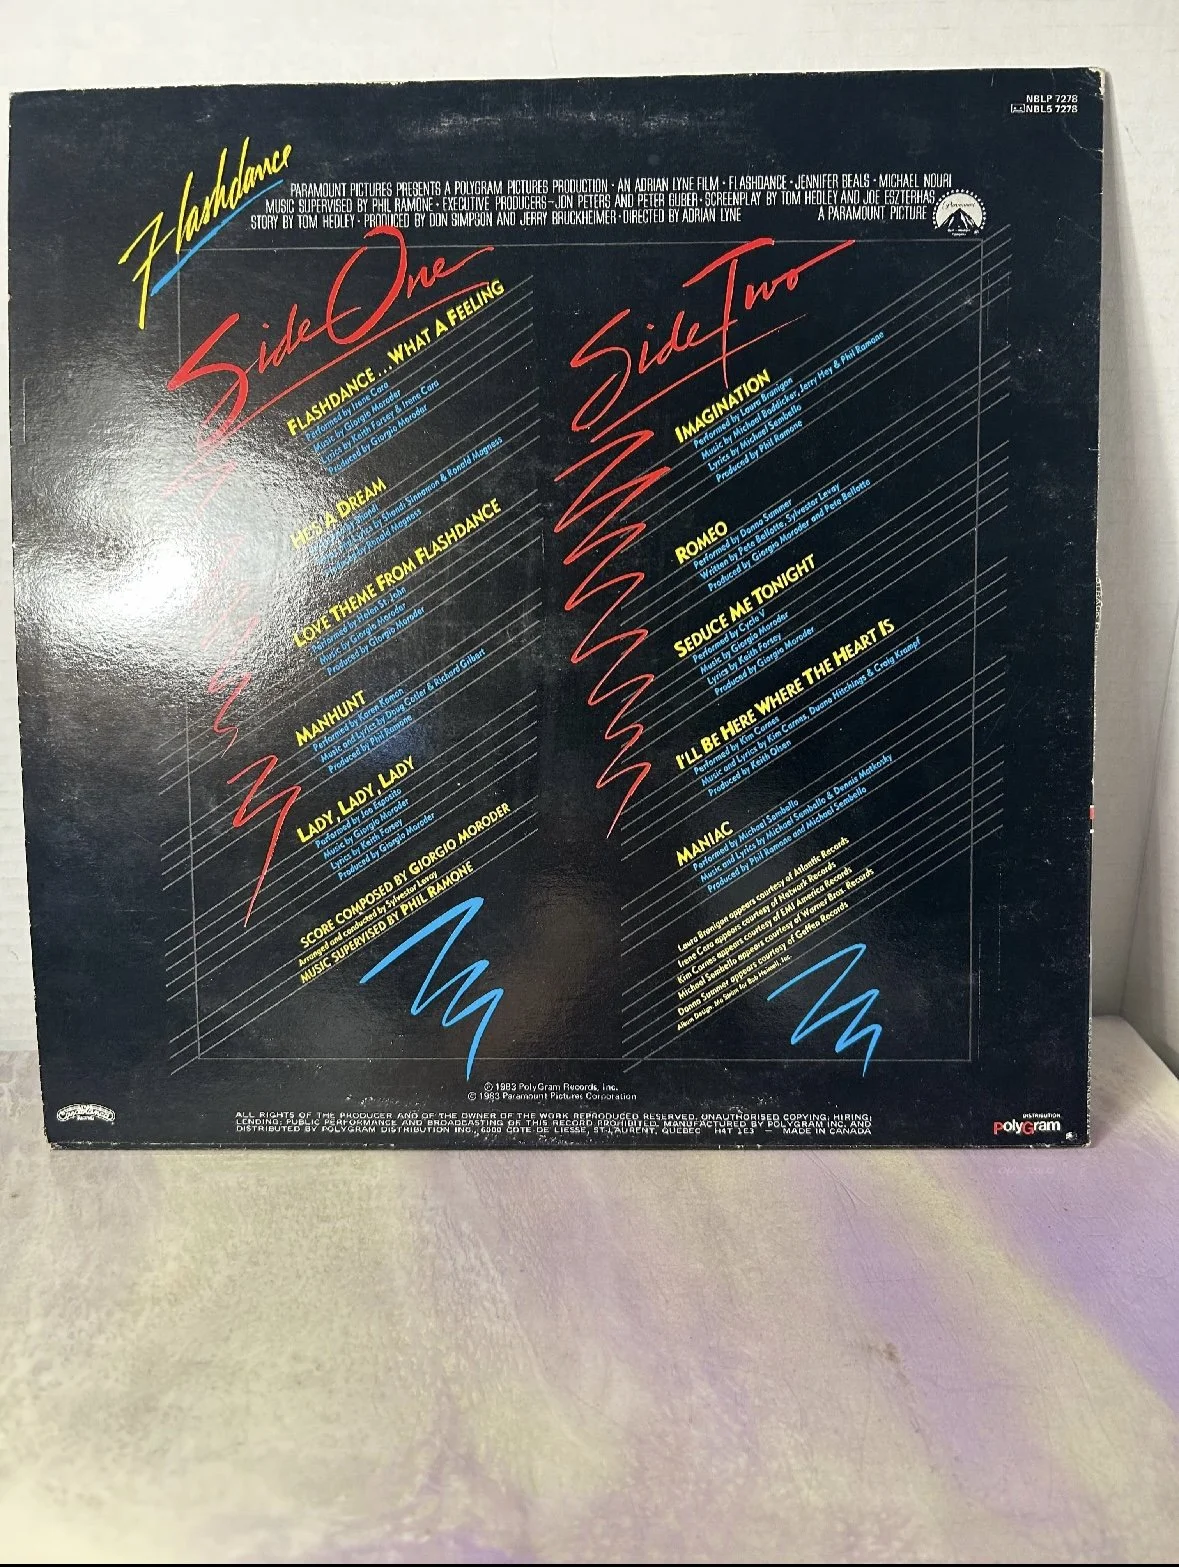 NBLP 7278
NBL5 7278
Flashdance
PARAMOUNT PICTURES PRESENTS A POLYGRAM PICTURES PRODUCTION · AN ADRIAN LYNE FILM · FLASHDANCE · JENNIFER BEALS · MICHAEL NOURI
MUSIC SUPERVISED BY PHIL RAMONE · EXECUTIVE PRODUCERS—JON PETERS AND PETER GUBER · SCREENPLAY BY TOM HEDLEY AND JOE ESZTERHAS
STORY BY TOM HEDLEY · PRODUCED BY DON SIMPSON AND JERRY BRUCKHEIMER · DIRECTED BY ADRIAN LYNE
A PARAMOUNT PICTURE
Paramount
Side One
FLASHDANCE...WHAT A FEELING
Performed by Irene Cara
Music by Giorgio Moroder
Lyrics by Keith Forsey & Irene Cara
Produced by Giorgio Moroder
HE'S A DREAM
Lyrics by Shandi Sinnamon & Ronald Magness
Ronald Magness
LOVE THEME FROM FLASHDANCE
Performed by Helen St. John
Music by Giorgio Moroder
Produced by Giorgio Moroder
MANHUNT
Performed by Karen Kamon
Music and Lyrics by Doug Cotler & Richard Gilbert
Produced by Phil Ramone
LADY, LADY, LADY
Performed by Joe Esposito
Music by Giorgio Moroder
Lyrics by Keith Forsey
Produced by Giorgio Moroder
SCORE COMPOSED BY GIORGIO MORODER
Arranged and conducted by Sylvester Levay
MUSIC SUPERVISED BY PHIL RAMONE
Side Two
IMAGINATION
Performed by Laura Branigan
Music by Michael Boddicker, Jerry Hey & Phil Ramone
Lyrics by Michael Sembello
Produced by Phil Ramone
ROMEO
Performed by Donna Summer
Written by Pete Bellotte, Sylvester Levay
Produced by Giorgio Moroder and Pete Bellotte
SEDUCE ME TONIGHT
Performed by Cycle V
Music by Giorgio Moroder
Lyrics by Keith Forsey
Produced by Giorgio Moroder
I'LL BE HERE WHERE THE HEART IS
Performed by Kim Carnes
Music and Lyrics by Kim Carnes, Duane Hitchings & Craig Krampf
Produced by Keith Olsen
MANIAC
Performed by Michael Sembello
Music and Lyrics by Michael Sembello & Dennis Matkosky
Produced by Phil Ramone and Michael Sembello
Laura Branigan appears courtesy of Atlantic Records
Irene Cara appears courtesy of Network Records
Kim Carnes appears courtesy of EMI America Records
Michael Sembello appears courtesy of Warner Bros. Records
Donna Summer appears courtesy of Geffen Records
Ⓟ 1983 PolyGram Records, Inc.
© 1983 Paramount Pictures Corporation
ALL RIGHTS OF THE PRODUCER AND OF THE OWNER OF THE WORK REPRODUCED RESERVED. UNAUTHORISED COPYING; HIRING;
LENDING; PUBLIC PERFORMANCE AND BROADCASTING OF THIS RECORD PROHIBITED. MANUFACTURED BY POLYGRAM INC. AND
DISTRIBUTED BY POLYGRAM DISTRIBUTION INC., 6000 COTE DE LIESSE, ST-LAURENT, QUEBEC H4T 1E3 — MADE IN CANADA
Casablanca
DISTRIBUTION
PolyGram